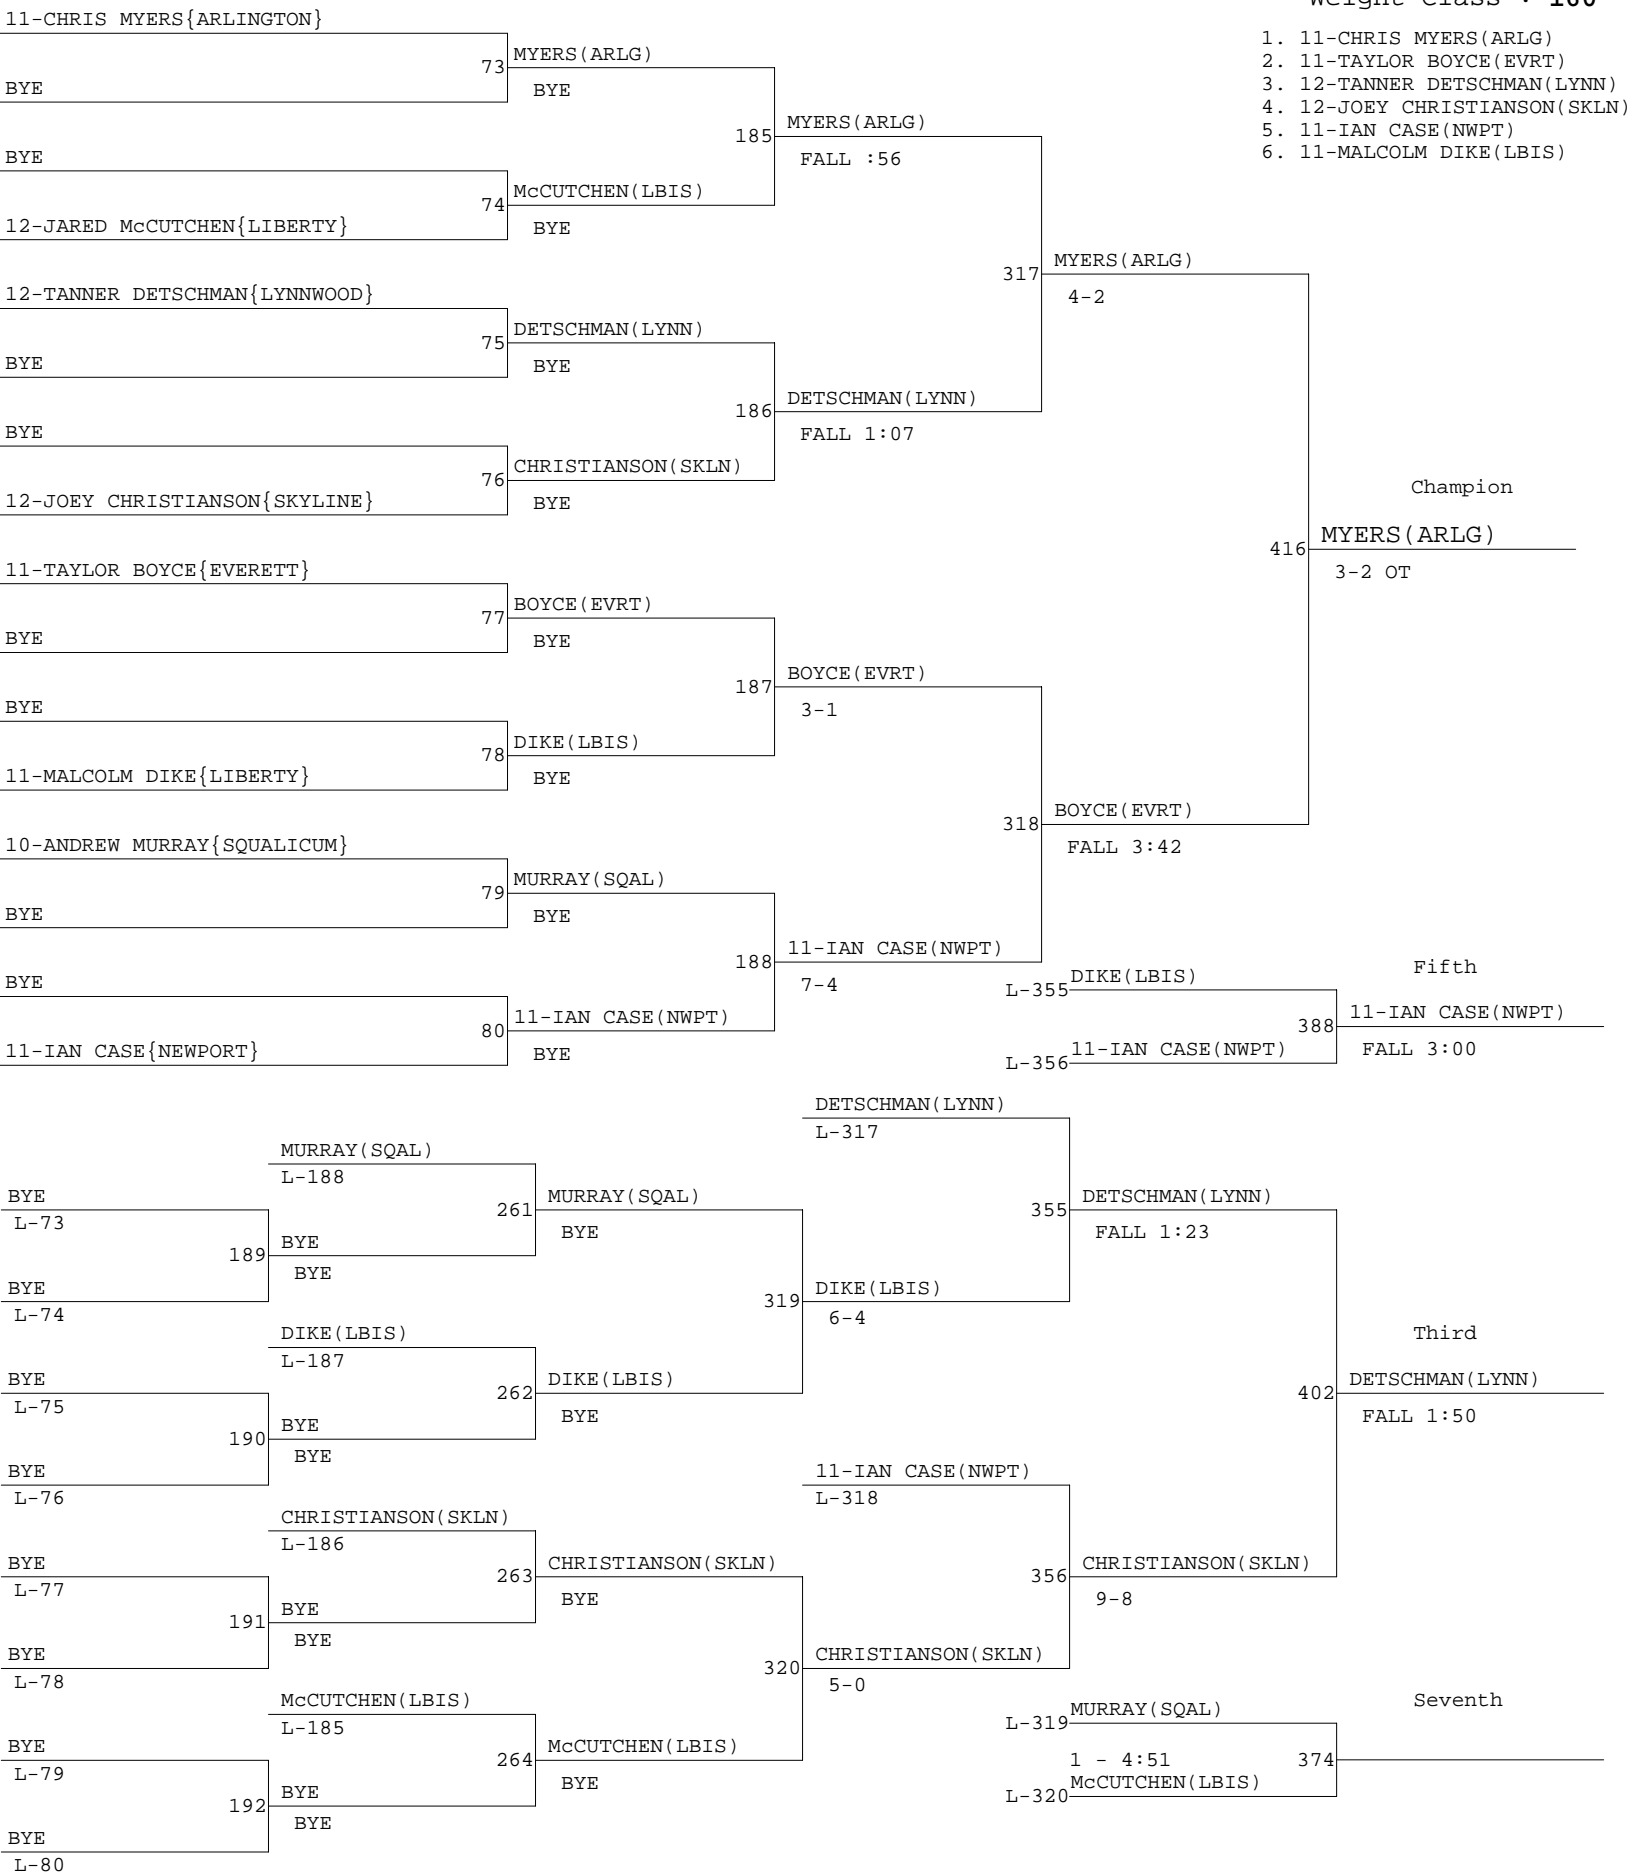 Weight Class : 160
1. 11-CHRIS MYERS(ARLG)
2. 11-TAYLOR BOYCE(EVRT)
3. 12-TANNER DETSCHMAN(LYNN)
4. 12-JOEY CHRISTIANSON(SKLN)
5. 11-IAN CASE(NWPT)
6. 11-MALCOLM DIKE(LBIS)
11-CHRIS MYERS{ARLINGTON}
73
MYERS(ARLG)
BYE
BYE
185
MYERS(ARLG)
FALL :56
BYE
74
McCUTCHEN(LBIS)
BYE
12-JARED McCUTCHEN{LIBERTY}
317
MYERS(ARLG)
4-2
12-TANNER DETSCHMAN{LYNNWOOD}
75
DETSCHMAN(LYNN)
BYE
BYE
186
DETSCHMAN(LYNN)
FALL 1:07
BYE
76
CHRISTIANSON(SKLN)
BYE
12-JOEY CHRISTIANSON{SKYLINE}
Champion
416
MYERS(ARLG)
3-2 OT
11-TAYLOR BOYCE{EVERETT}
77
BOYCE(EVRT)
BYE
BYE
187
BOYCE(EVRT)
3-1
BYE
78
DIKE(LBIS)
BYE
11-MALCOLM DIKE{LIBERTY}
318
BOYCE(EVRT)
FALL 3:42
10-ANDREW MURRAY{SQUALICUM}
79
MURRAY(SQAL)
BYE
BYE
188
11-IAN CASE(NWPT)
7-4
BYE
80
11-IAN CASE(NWPT)
BYE
11-IAN CASE{NEWPORT}
Fifth
L-355
DIKE(LBIS)
388
11-IAN CASE(NWPT)
FALL 3:00
L-356
11-IAN CASE(NWPT)
DETSCHMAN(LYNN)
L-317
MURRAY(SQAL)
L-188
BYE
L-73
261
MURRAY(SQAL)
BYE
355
DETSCHMAN(LYNN)
FALL 1:23
189
BYE
BYE
BYE
L-74
319
DIKE(LBIS)
6-4
DIKE(LBIS)
L-187
Third
BYE
L-75
262
DIKE(LBIS)
BYE
402
DETSCHMAN(LYNN)
FALL 1:50
190
BYE
BYE
BYE
L-76
11-IAN CASE(NWPT)
L-318
CHRISTIANSON(SKLN)
L-186
BYE
L-77
263
CHRISTIANSON(SKLN)
BYE
356
CHRISTIANSON(SKLN)
9-8
191
BYE
BYE
BYE
L-78
320
CHRISTIANSON(SKLN)
5-0
McCUTCHEN(LBIS)
L-185
Seventh
L-319
MURRAY(SQAL)
BYE
L-79
264
McCUTCHEN(LBIS)
BYE
1 - 4:51
374
L-320
McCUTCHEN(LBIS)
192
BYE
BYE
BYE
L-80